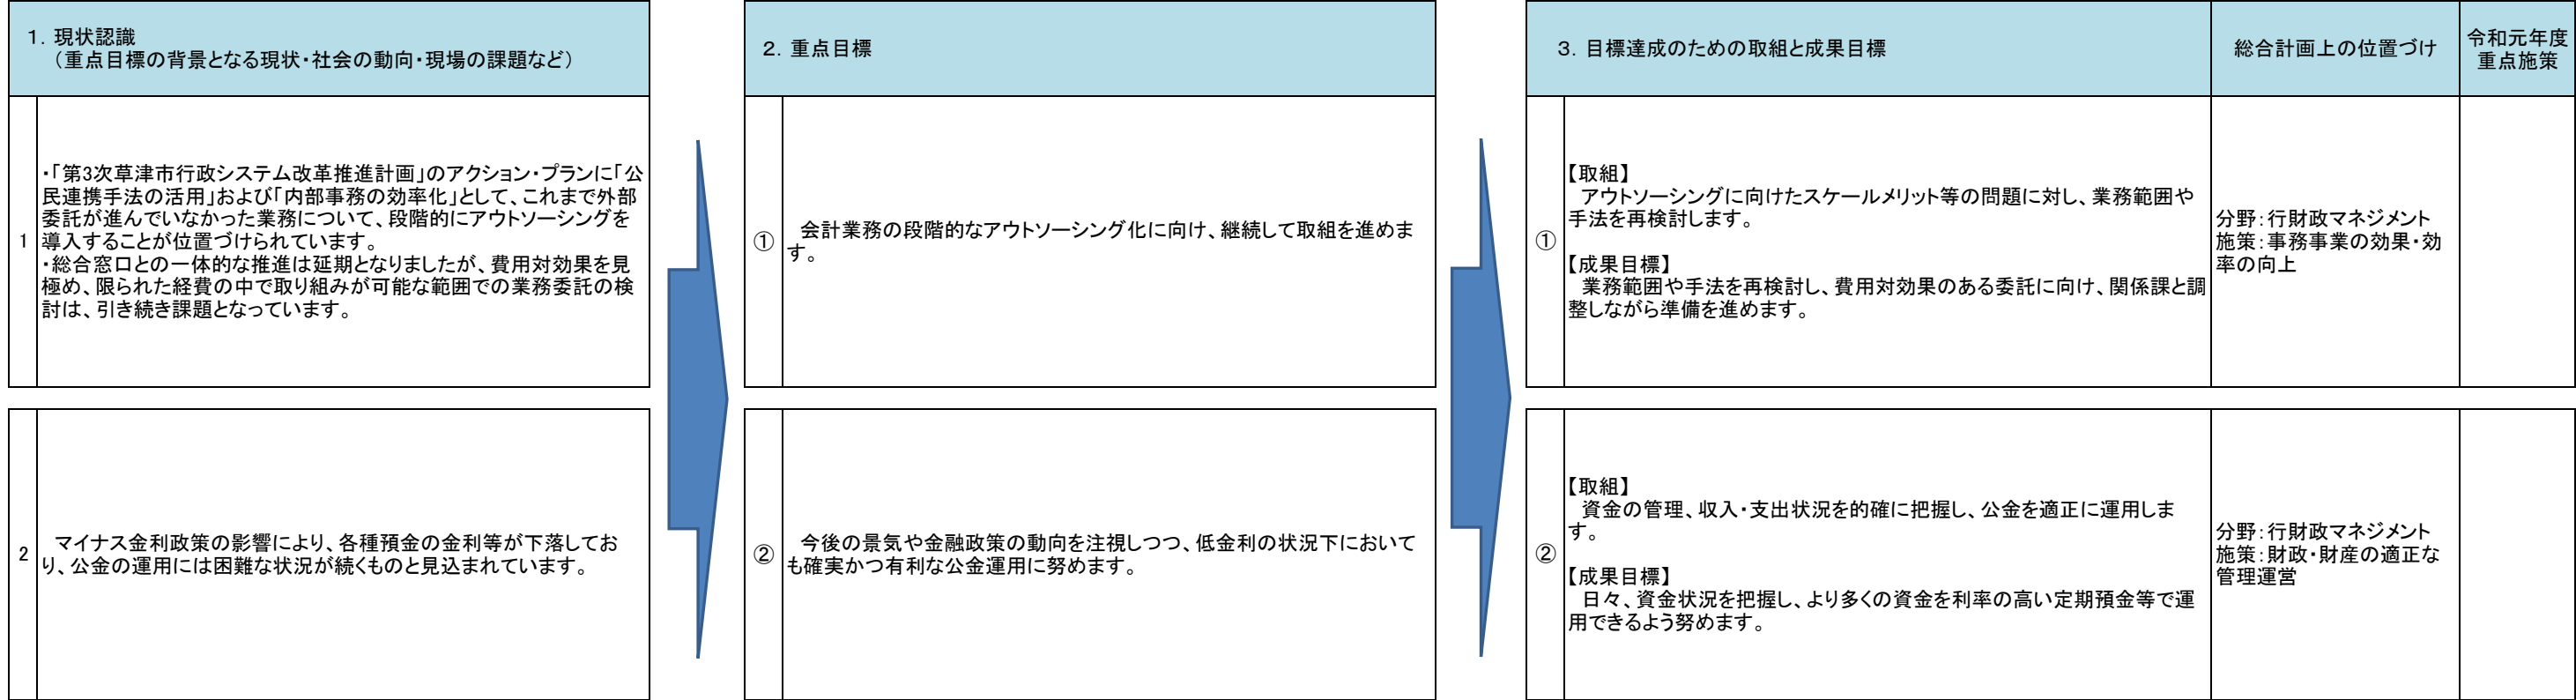 1．現状認識
（重点目標の背景となる現状・社会の動向・現場の課題など）
2．重点目標
3．目標達成のための取組と成果目標
総合計画上の位置づけ
令和元年度
重点施策
1
・「第3次草津市行政システム改革推進計画」のアクション・プランに「公
民連携手法の活用」および「内部事務の効率化」として、これまで外部
委託が進んでいなかった業務について、段階的にアウトソーシングを
導入することが位置づけられています。
・総合窓口との一体的な推進は延期となりましたが、費用対効果を見
極め、限られた経費の中で取り組みが可能な範囲での業務委託の検
討は、引き続き課題となっています。
①
会計業務の段階的なアウトソーシング化に向け、継続して取組を進めま
す。
①
【取組】
アウトソーシングに向けたスケールメリット等の問題に対し、業務範囲や
手法を再検討します。
【成果目標】
業務範囲や手法を再検討し、費用対効果のある委託に向け、関係課と調
整しながら準備を進めます。
分野：行財政マネジメント
施策：事務事業の効果・効
率の向上
2
マイナス金利政策の影響により、各種預金の金利等が下落してお
り、公金の運用には困難な状況が続くものと見込まれています。
②
今後の景気や金融政策の動向を注視しつつ、低金利の状況下において
も確実かつ有利な公金運用に努めます。
②
【取組】
資金の管理、収入・支出状況を的確に把握し、公金を適正に運用しま
す。
【成果目標】
日々、資金状況を把握し、より多くの資金を利率の高い定期預金等で運
用できるよう努めます。
分野：行財政マネジメント
施策：財政・財産の適正な
管理運営